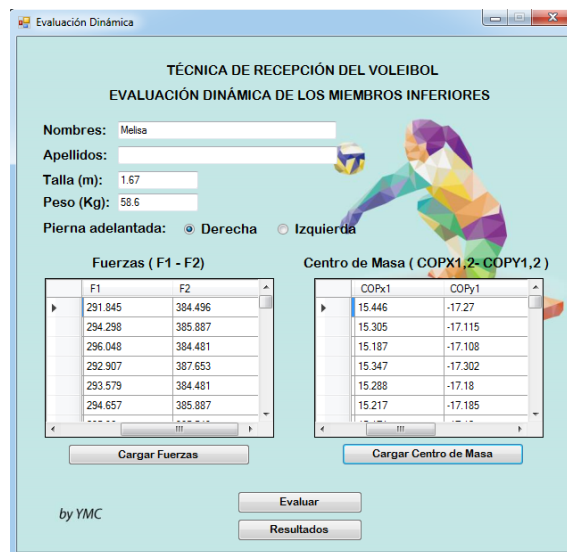 Evaluación Dinámica
TÉCNICA DE RECEPCIÓN DEL VOLEIBOL
EVALUACIÓN DINÁMICA DE LOS MIEMBROS INFERIORES
Nombres: Melisa
Apellidos:
Talla (m): 1.67
Peso (Kg): 58.6
Pierna adelantada: Derecha Izquierda
Fuerzas ( F1 - F2) Centro de Masa ( COPX1,2- COPY1,2 )
F1 F2 COPx1 COPy1
291.845 384.496 15.446 -17.27
294.298 385.887 15.305 -17.115
296.048 384.481 15.187 -17.108
292.907 387.653 15.347 -17.302
293.579 384.481 15.288 -17.18
294.657 385.887 15.217 -17.185
Cargar Fuerzas Cargar Centro de Masa
Evaluar
by YMC
Resultados